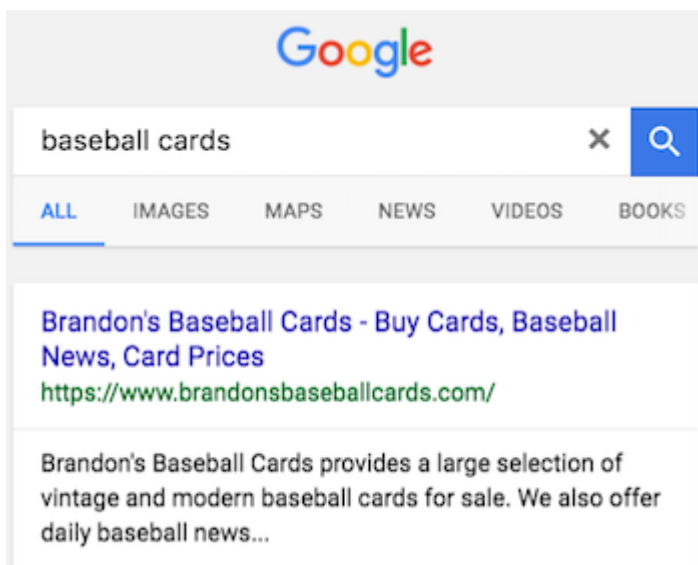 Google
baseball cards
ALL IMAGES MAPS NEWS VIDEOS BOOKS
Brandon's Baseball Cards - Buy Cards, Baseball
News, Card Prices
https://www.brandonsbaseballcards.com/
Brandon's Baseball Cards provides a large selection of
vintage and modern baseball cards for sale. We also offer
daily baseball news...